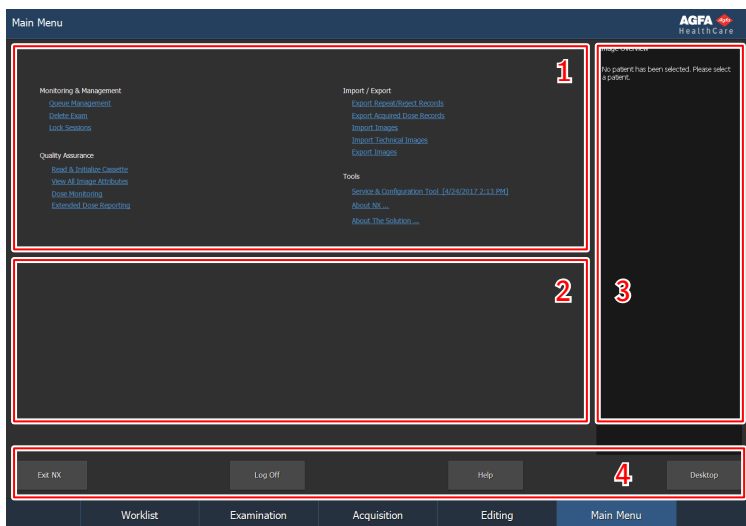 Main Menu
AGFA
HealthCare
1
Monitoring & Management
Queue Management
Delete Exam
Lock Sessions
Quality Assurance
Read & Initialize Cassette
View All Image Attributes
Dose Monitoring
Extended Dose Reporting
Import / Export
Export Repeat/Reject Records
Export Acquired Dose Records
Import Images
Import Technical Images
Export Images
Tools
Service & Configuration Tool [4/24/2017 2:13 PM]
About NX ...
About The Solution ...
Image Overview
No patient has been selected. Please select
a patient.
2
3
4
Exit NX
Log Off
Help
Desktop
Worklist
Examination
Acquisition
Editing
Main Menu